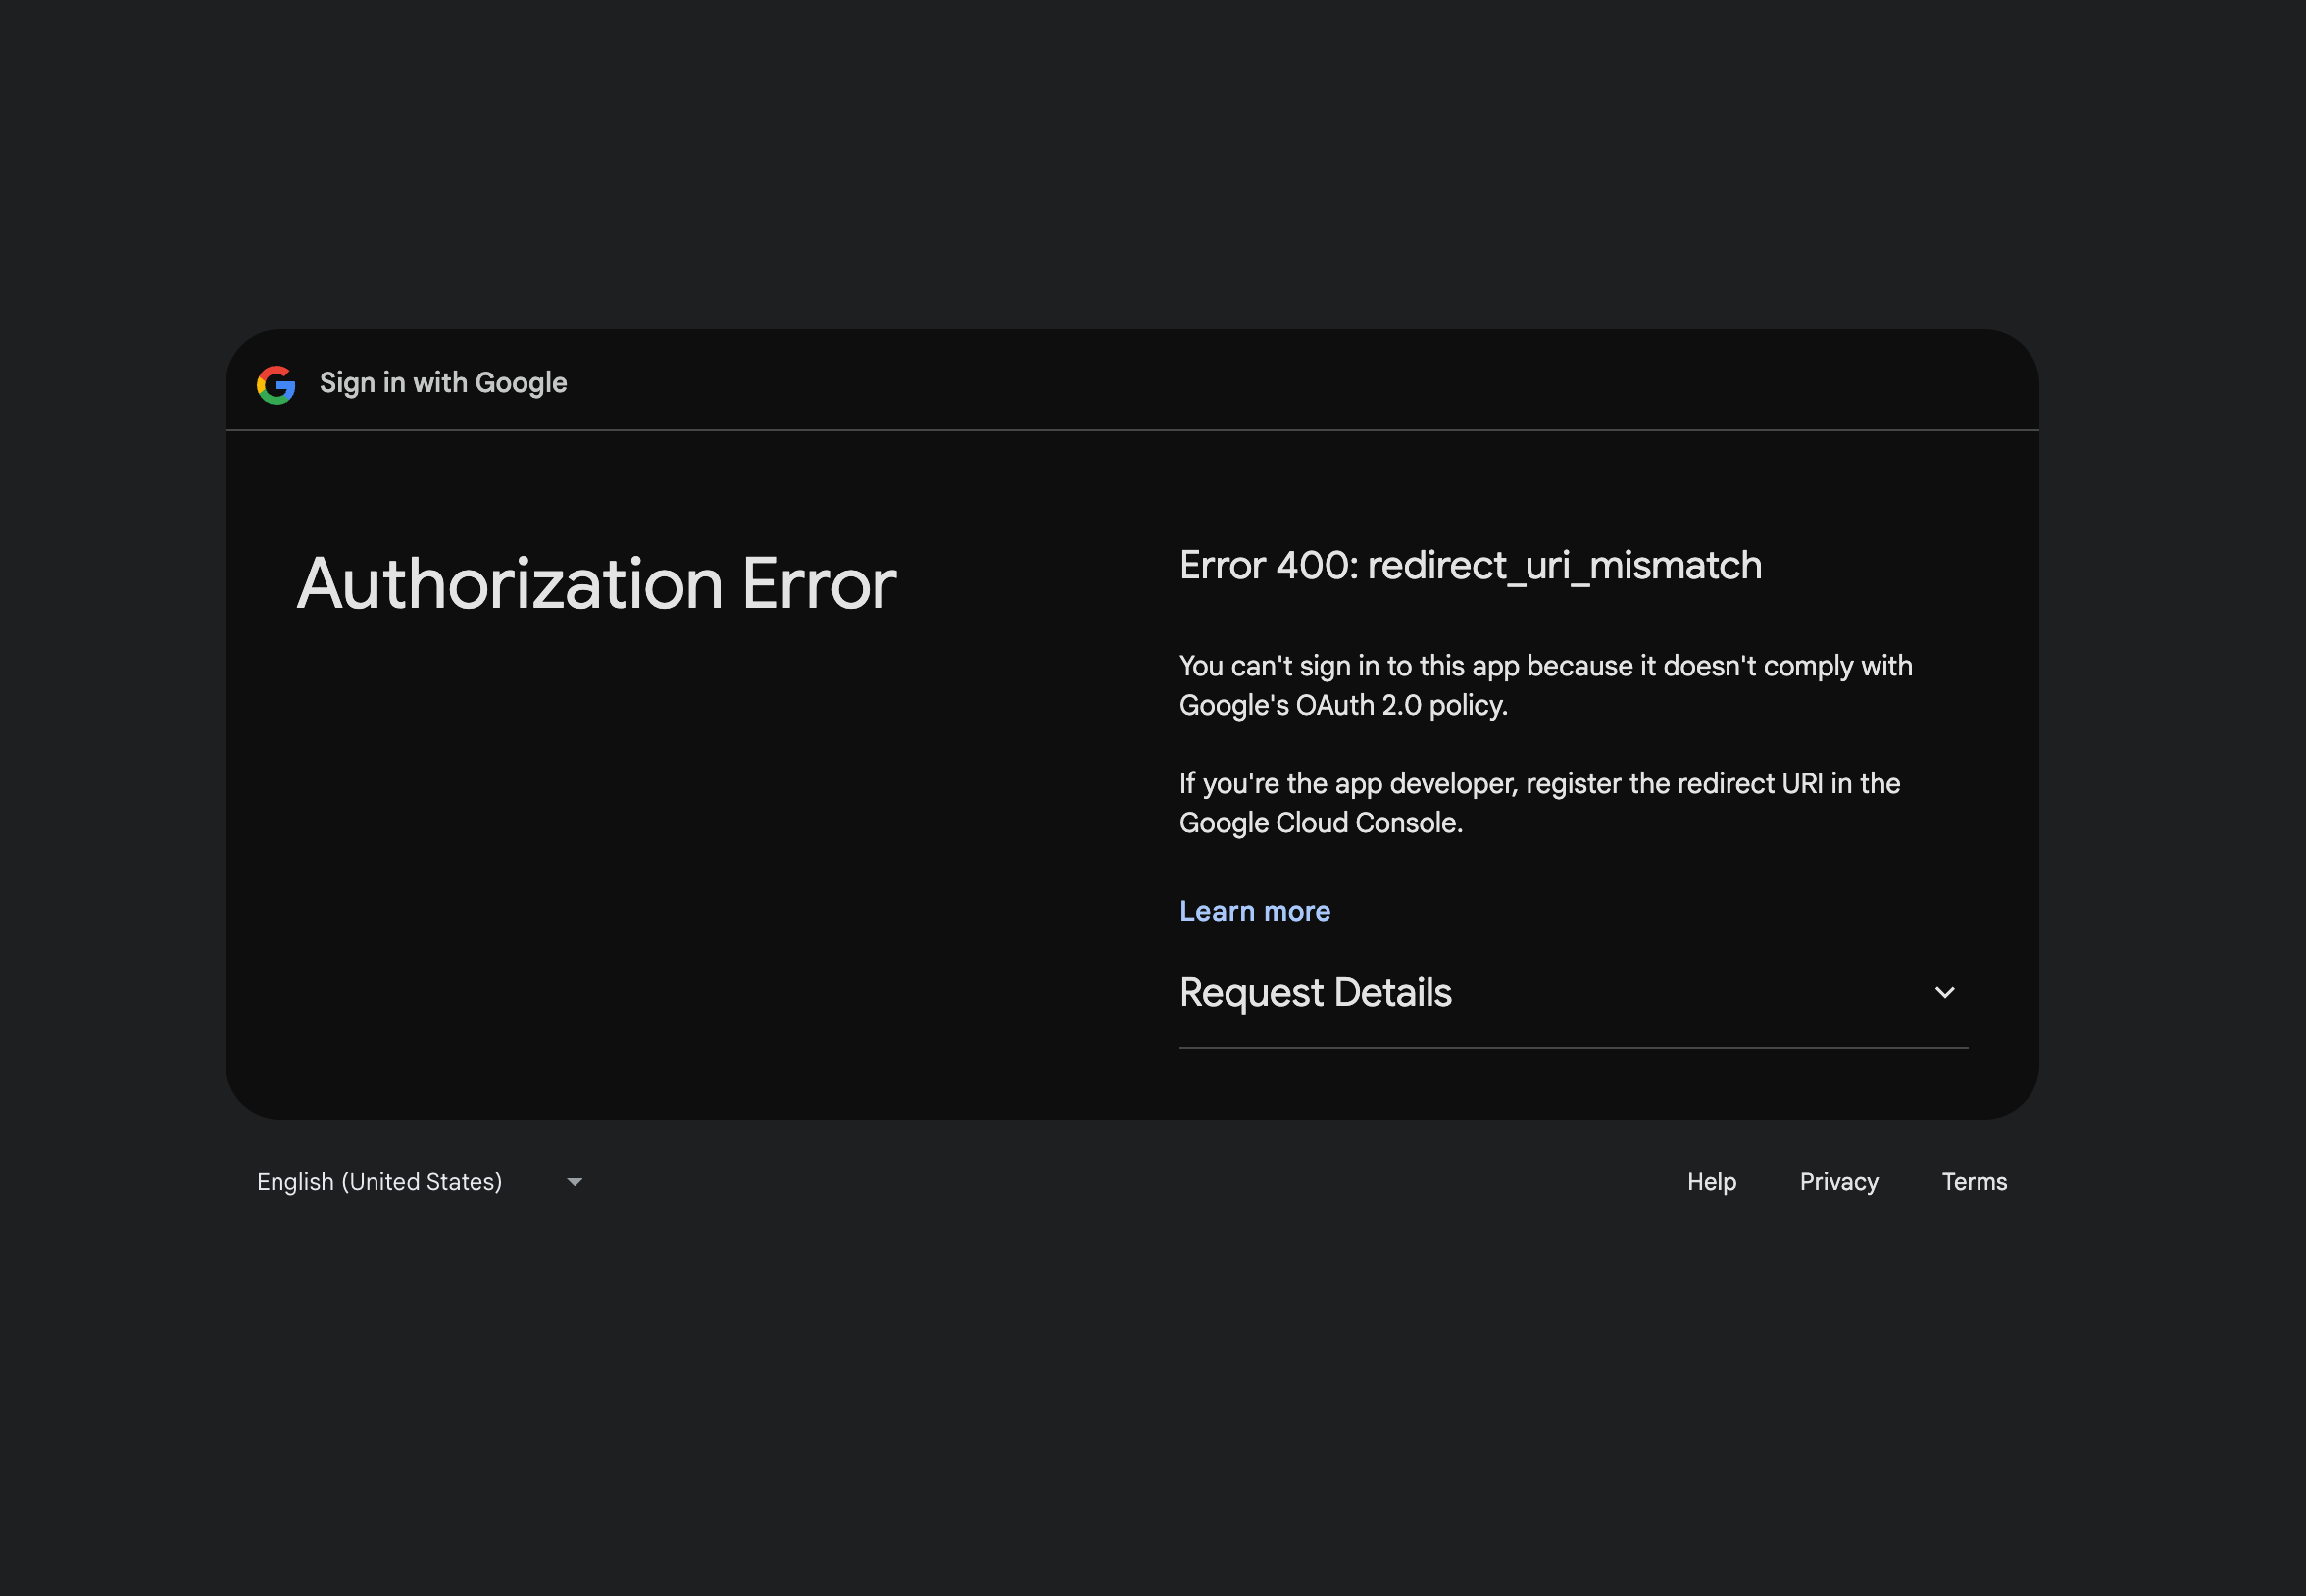 Sign in with Google
Authorization Error
Error 400: redirect_uri_mismatch
You can't sign in to this app because it doesn't comply with
Google's OAuth 2.0 policy.
If you're the app developer, register the redirect URI in the
Google Cloud Console.
Learn more
Request Details
English (United States)
Help
Privacy
Terms